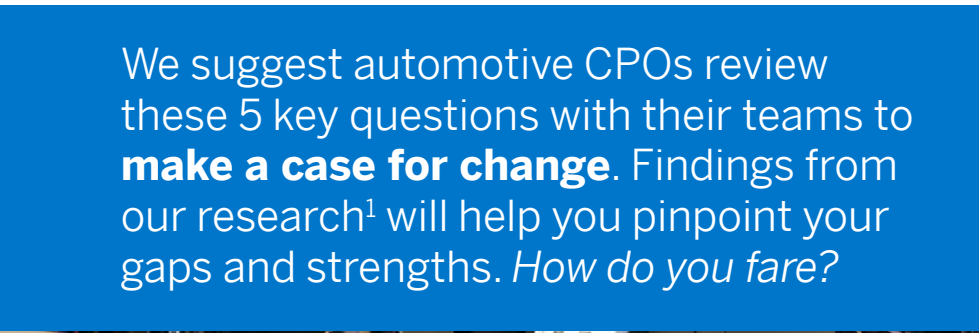 We suggest automotive CPOs review
these 5 key questions with their teams to
make a case for change. Findings from
our research¹ will help you pinpoint your
gaps and strengths. How do you fare?